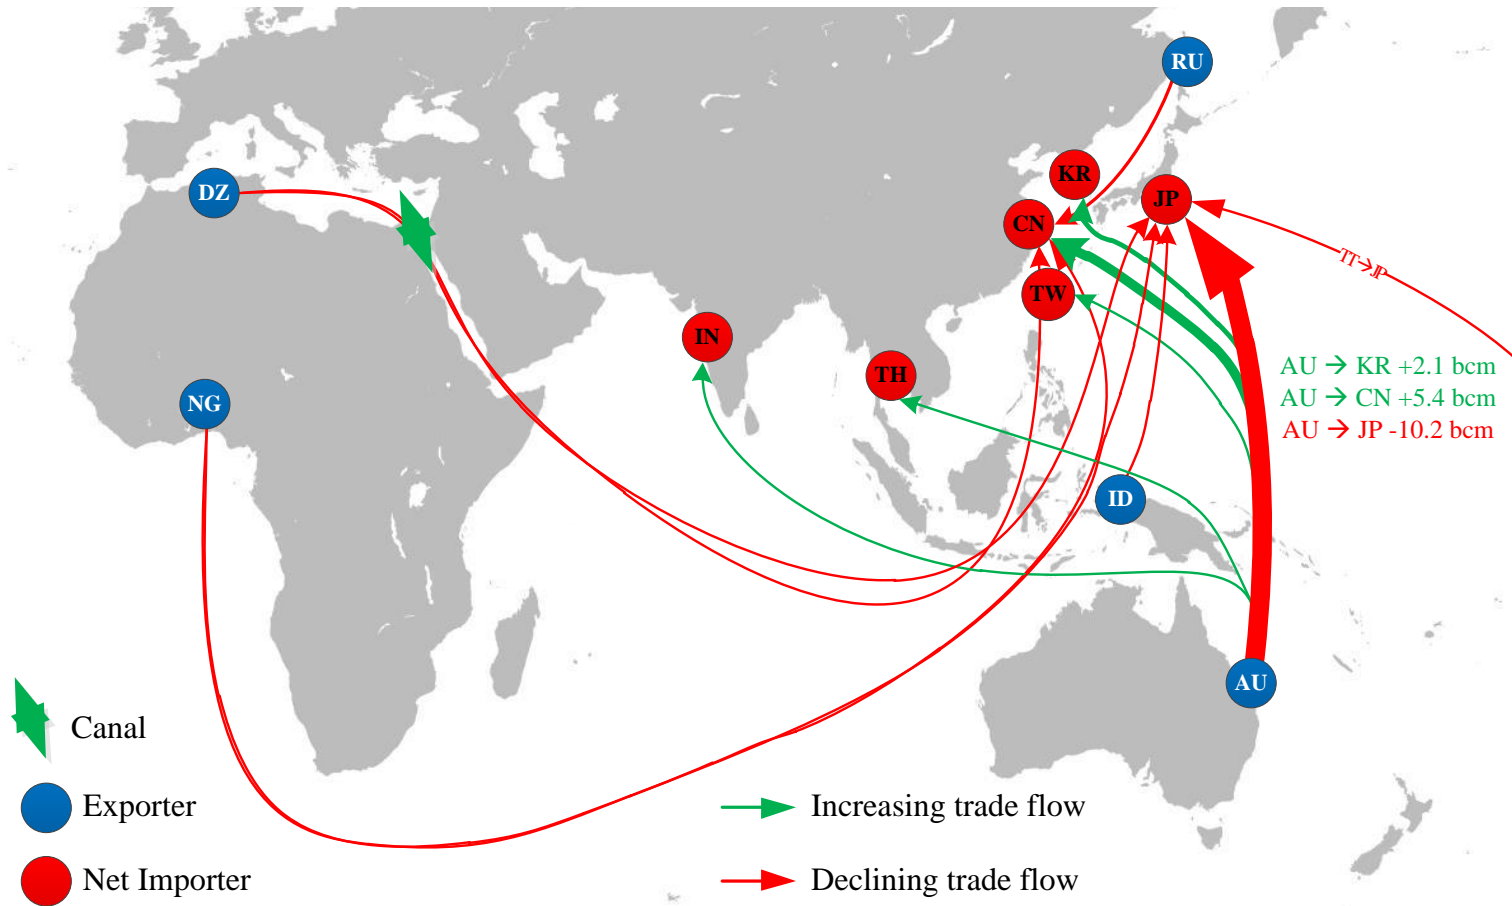 RU
KR
DZ
JP
CN
TT→JP
TW
IN
AU → KR +2.1 bcm
TH
AU → CN +5.4 bcm
NG
AU → JP -10.2 bcm
ID
AU
Canal
Exporter
Increasing trade flow
Net Importer
Declining trade flow